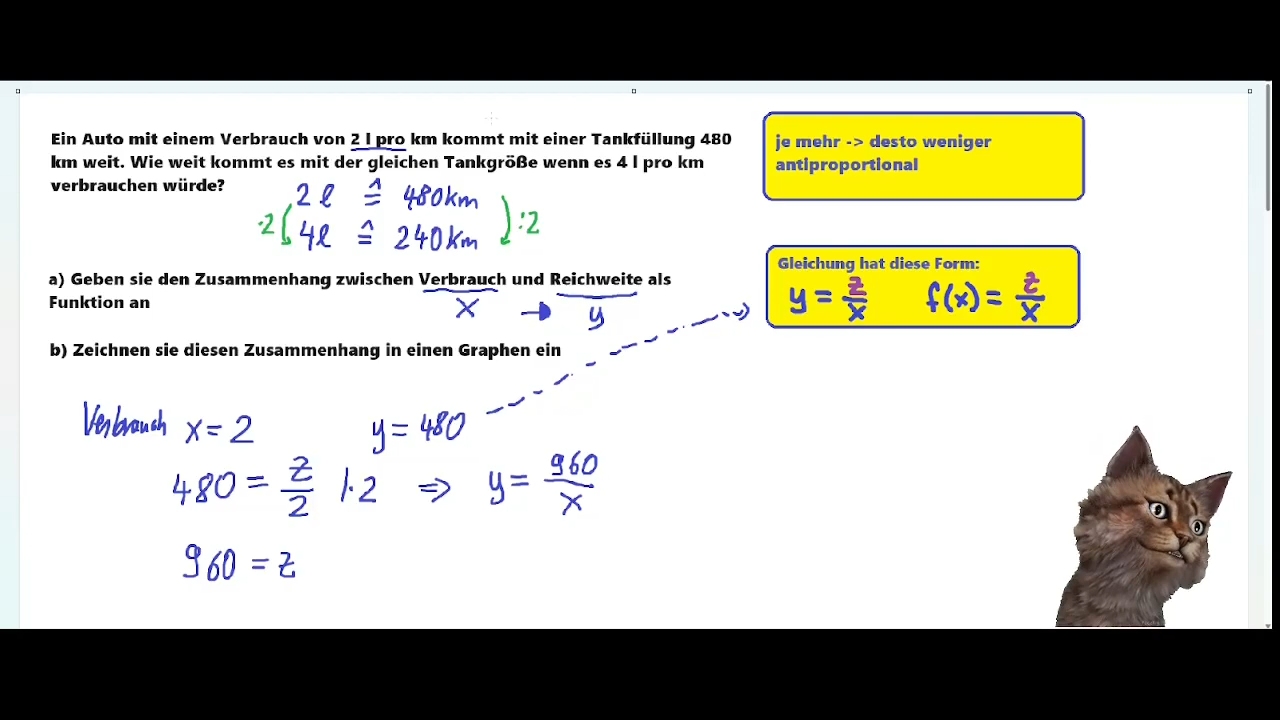 Ein Auto mit einem Verbrauch von 2 l pro km kommt mit einer Tankfüllung 480
km weit. Wie weit kommt es mit der gleichen Tankgröße wenn es 4 l pro km
verbrauchen würde?
2 l ≙ 480km
·2 :2
4l ≙ 240km
a) Geben sie den Zusammenhang zwischen Verbrauch und Reichweite als
Funktion an
x → y
b) Zeichnen sie diesen Zusammenhang in einen Graphen ein
Verbrauch x = 2 y = 480
480 = z/2 |·2 ⇒ y = 960/x
960 = z
je mehr -> desto weniger
antiproportional
Gleichung hat diese Form:
y = z/x f(x) = z/x